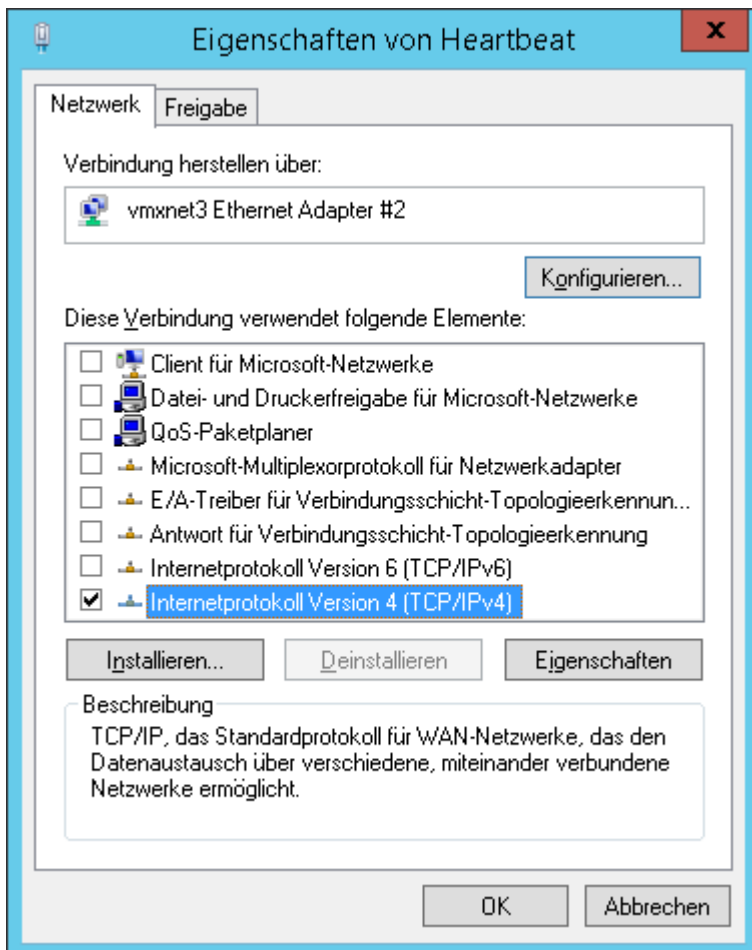 Eigenschaften von Heartbeat
x
Netzwerk
Freigabe
Verbindung herstellen über:
vmxnet3 Ethernet Adapter #2
Konfigurieren...
Diese Verbindung verwendet folgende Elemente:
Client für Microsoft-Netzwerke
Datei- und Druckerfreigabe für Microsoft-Netzwerke
QoS-Paketplaner
Microsoft-Multiplexorprotokoll für Netzwerkadapter
E/A-Treiber für Verbindungsschicht-Topologieerkennun...
Antwort für Verbindungsschicht-Topologieerkennung
Internetprotokoll Version 6 (TCP/IPv6)
Internetprotokoll Version 4 (TCP/IPv4)
Installieren...
Deinstallieren
Eigenschaften
Beschreibung
TCP/IP, das Standardprotokoll für WAN-Netzwerke, das den
Datenaustausch über verschiedene, miteinander verbundene
Netzwerke ermöglicht.
OK
Abbrechen